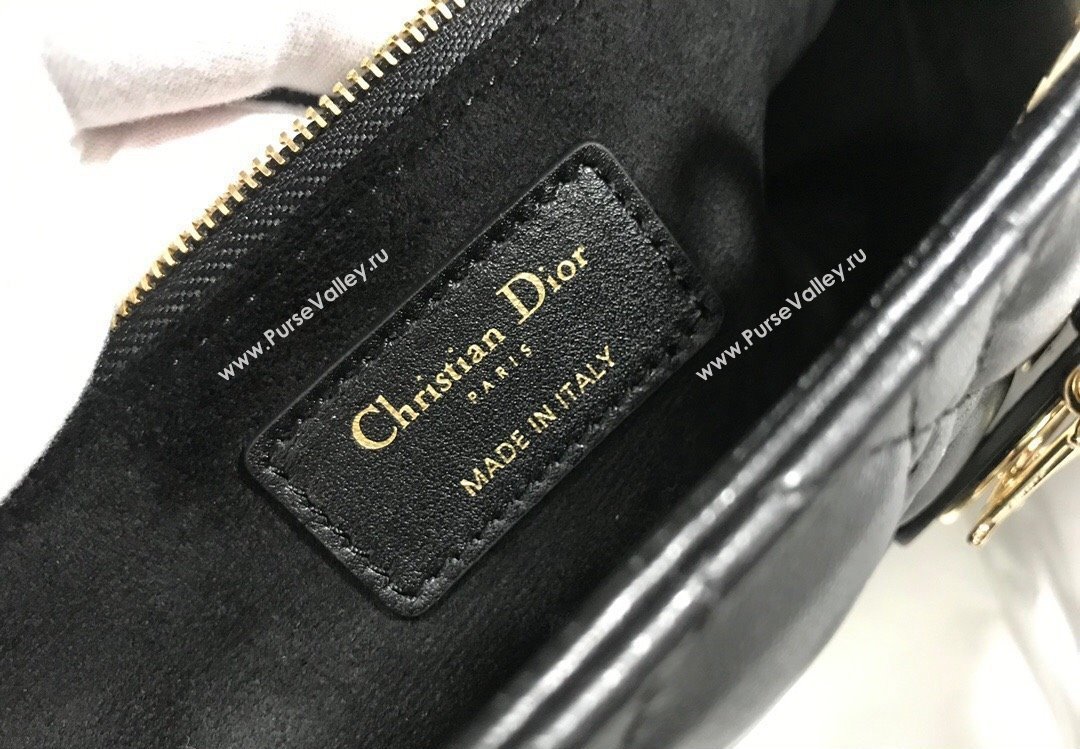 www.PurseValley.ru
www.PurseValley.ru
Christian Dior
PARIS
MADE IN ITALY